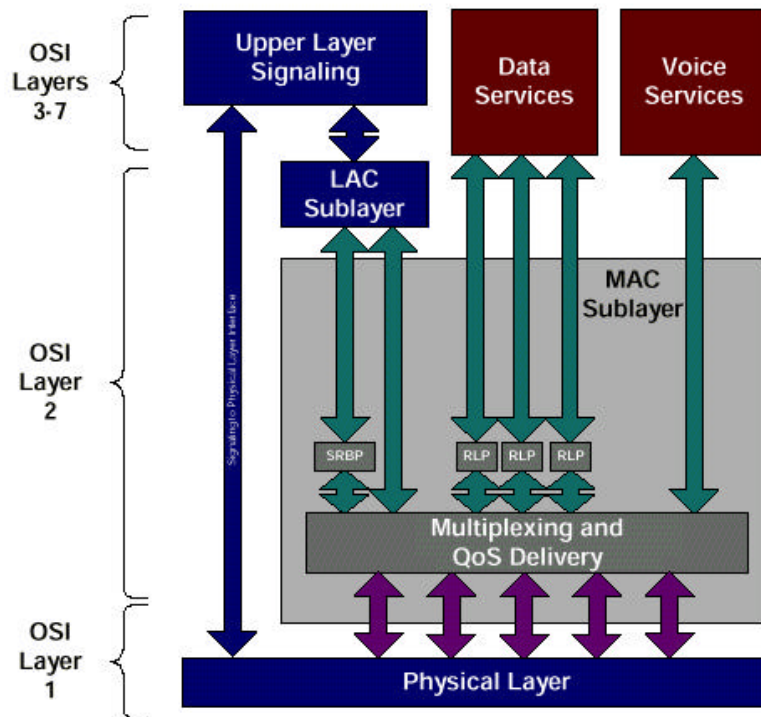 OSI
Layers
3-7
Upper Layer
Signaling
Data
Services
Voice
Services
OSI
Layer
2
LAC
Sublayer
MAC
Sublayer
Signaling to Physical Layer Interface
SRBP
RLP
RLP
RLP
Multiplexing and
QoS Delivery
OSI
Layer
1
Physical Layer